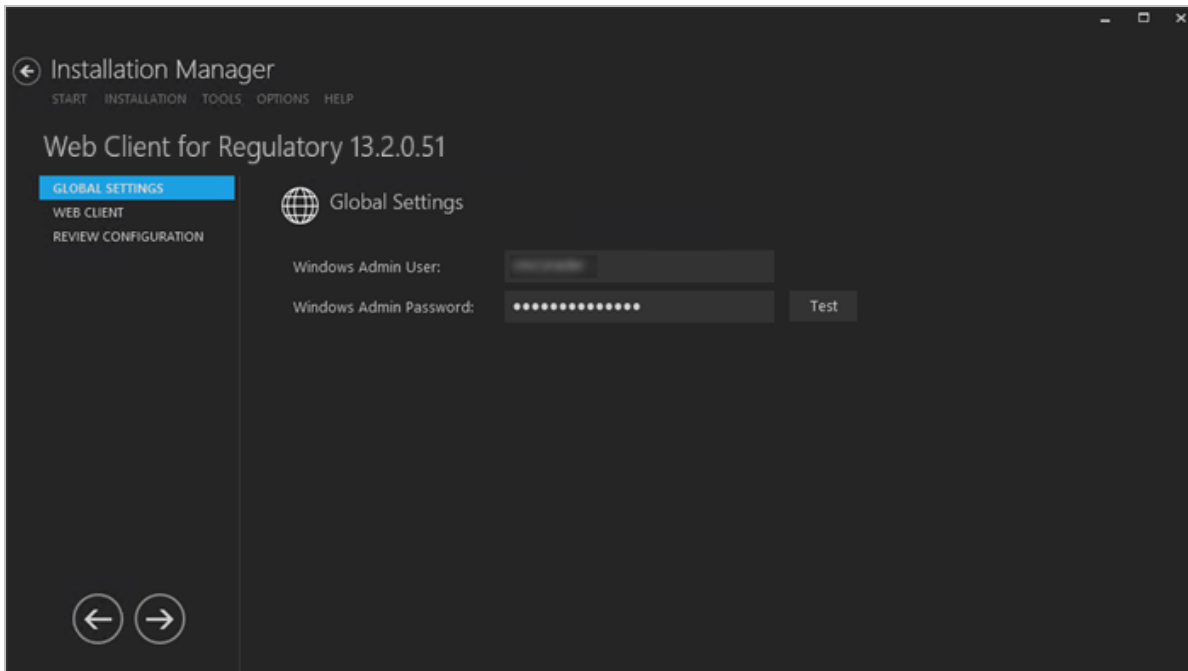 Installation Manager
START INSTALLATION TOOLS OPTIONS HELP
Web Client for Regulatory 13.2.0.51
GLOBAL SETTINGS
WEB CLIENT
REVIEW CONFIGURATION
Global Settings
Windows Admin User:
Windows Admin Password: •••••••••••••• Test